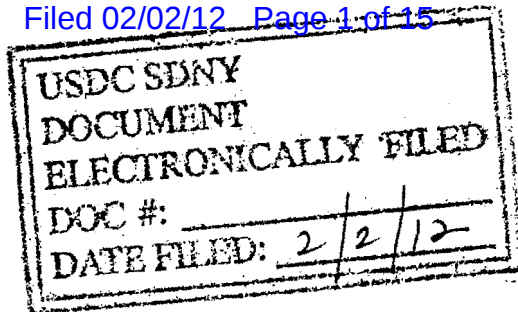 Filed 02/02/12 Page 1 of 15
USDC SDNY
DOCUMENT
ELECTRONICALLY FILED
DOC #:
DATE FILED: 2/2/12